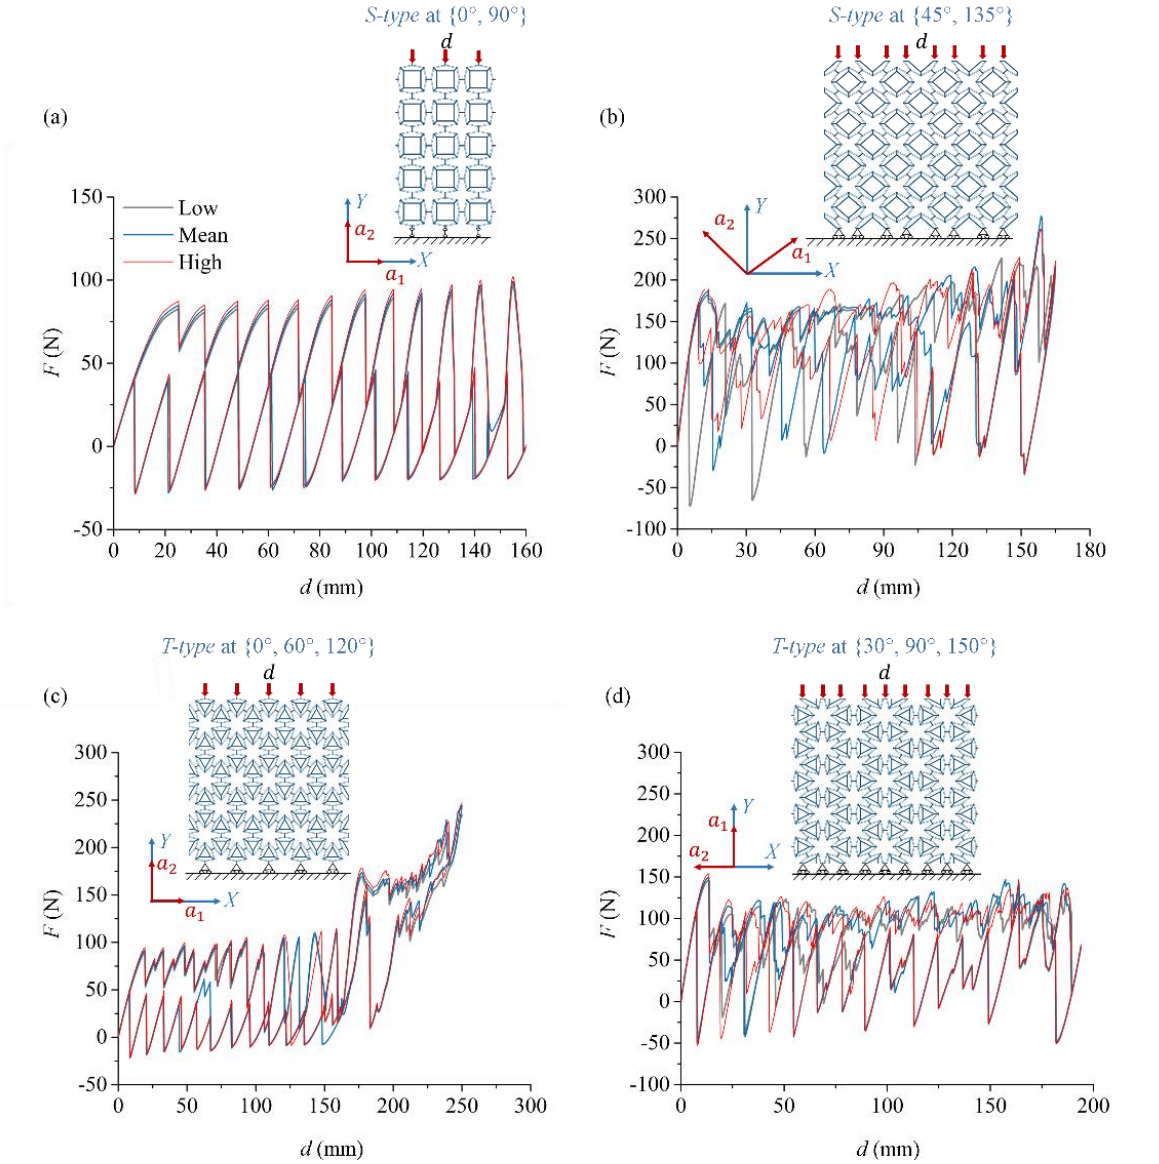 S-type at {0°, 90°}
d
(a)
150
100
50
0
-50
F (N)
Low
Mean
High
Y
a2
a1
X
0 20 40 60 80 100 120 140 160
d (mm)
S-type at {45°, 135°}
d
(b)
300
250
200
150
100
50
0
-50
-100
F (N)
a2
Y
a1
X
0 30 60 90 120 150 180
d (mm)
T-type at {0°, 60°, 120°}
d
(c)
300
250
200
150
100
50
0
-50
F (N)
Y
a2
a1
X
0 50 100 150 200 250 300
d (mm)
T-type at {30°, 90°, 150°}
d
(d)
300
250
200
150
100
50
0
-50
-100
F (N)
Y
a1
a2
X
0 50 100 150 200
d (mm)